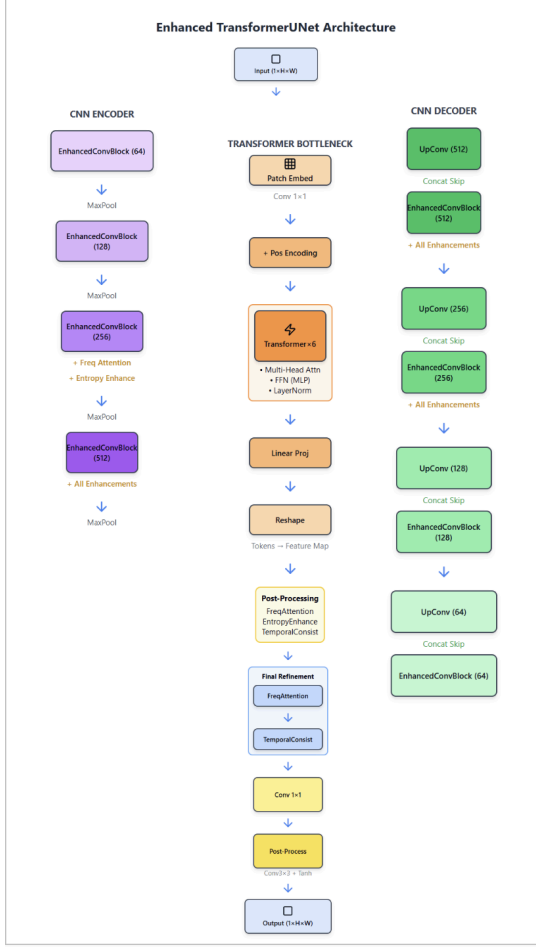 Enhanced TransformerUNet Architecture
Input (1×H×W)
CNN ENCODER
EnhancedConvBlock (64)
MaxPool
EnhancedConvBlock
(128)
MaxPool
EnhancedConvBlock
(256)
+ Freq Attention
+ Entropy Enhance
MaxPool
EnhancedConvBlock
(512)
+ All Enhancements
MaxPool
TRANSFORMER BOTTLENECK
Patch Embed
Conv 1×1
+ Pos Encoding
Transformer×6
• Multi-Head Attn
• FFN (MLP)
• LayerNorm
Linear Proj
Reshape
Tokens → Feature Map
Post-Processing
FreqAttention
EntropyEnhance
TemporalConsist
Final Refinement
FreqAttention
TemporalConsist
Conv 1×1
Post-Process
Conv3×3 + Tanh
Output (1×H×W)
CNN DECODER
UpConv (512)
Concat Skip
EnhancedConvBlock
(512)
+ All Enhancements
UpConv (256)
Concat Skip
EnhancedConvBlock
(256)
+ All Enhancements
UpConv (128)
Concat Skip
EnhancedConvBlock
(128)
UpConv (64)
Concat Skip
EnhancedConvBlock (64)